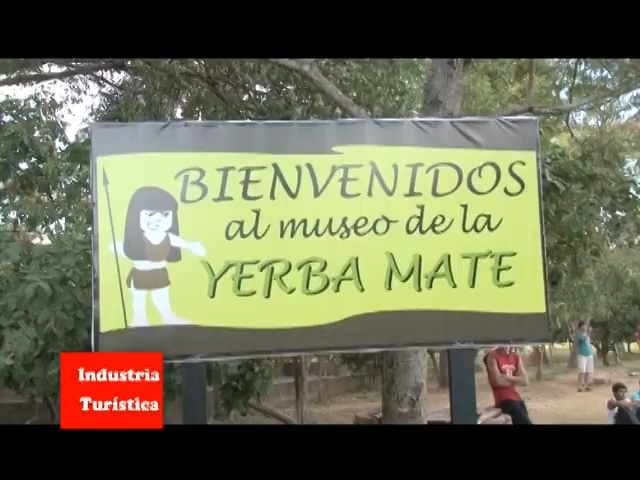 BIENVENIDOS
al museo de la
YERBA MATE
Industria
Turística